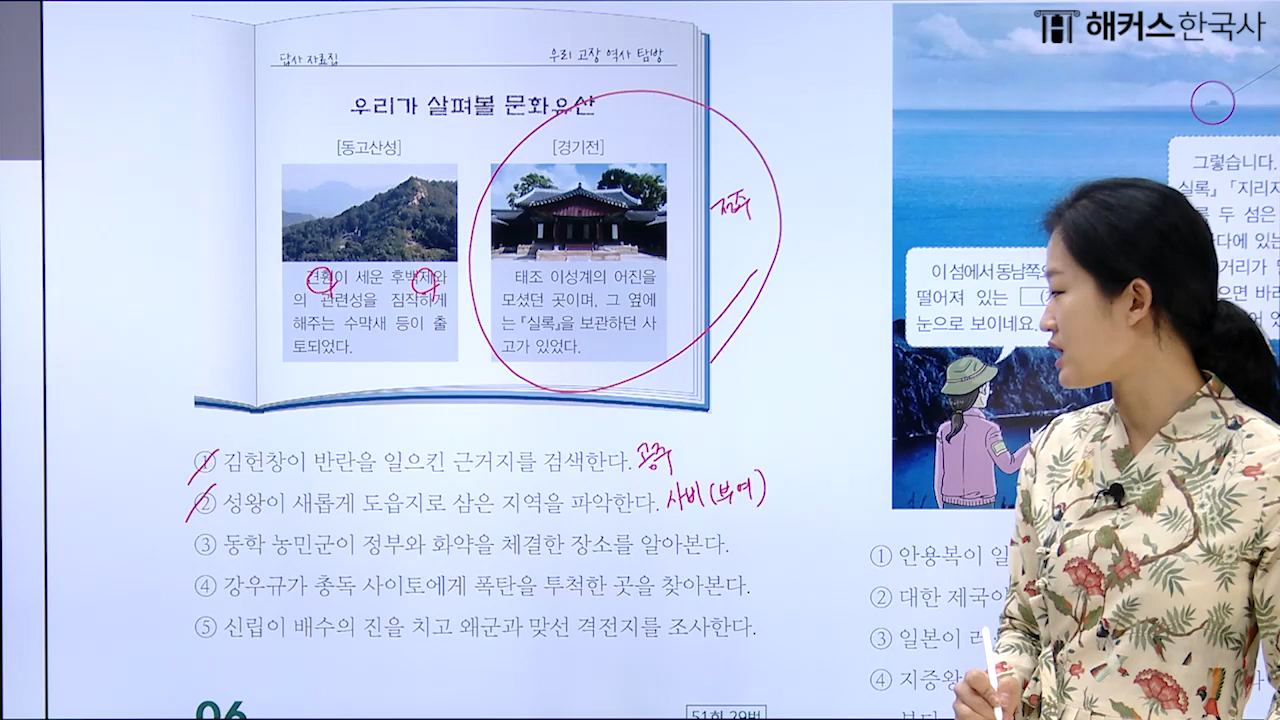 해커스한국사
답사 자료집
우리 고장 역사 탐방
우리가 살펴볼 문화유산
[동고산성]
[경기전]
전주
견훤이 세운 후백제와
의 관련성을 짐작하게
해주는 수막새 등이 출
토되었다.
태조 이성계의 어진을
모셨던 곳이며, 그 옆에
는 『실록』을 보관하던 사
고가 있었다.
① 김헌창이 반란을 일으킨 근거지를 검색한다. 공주
② 성왕이 새롭게 도읍지로 삼은 지역을 파악한다. 사비(부여)
③ 동학 농민군이 정부와 화약을 체결한 장소를 알아본다.
④ 강우규가 총독 사이토에게 폭탄을 투척한 곳을 찾아본다.
⑤ 신립이 배수의 진을 치고 왜군과 맞선 격전지를 조사한다.
06
51회 29번
그렇습니다.
실록」 「지리지
두 섬은
이 섬에서 동남쪽으
떨어져 있는
눈으로 보이네요.
① 안용복이 일
② 대한 제국이
③ 일본이 러
④ 지증왕